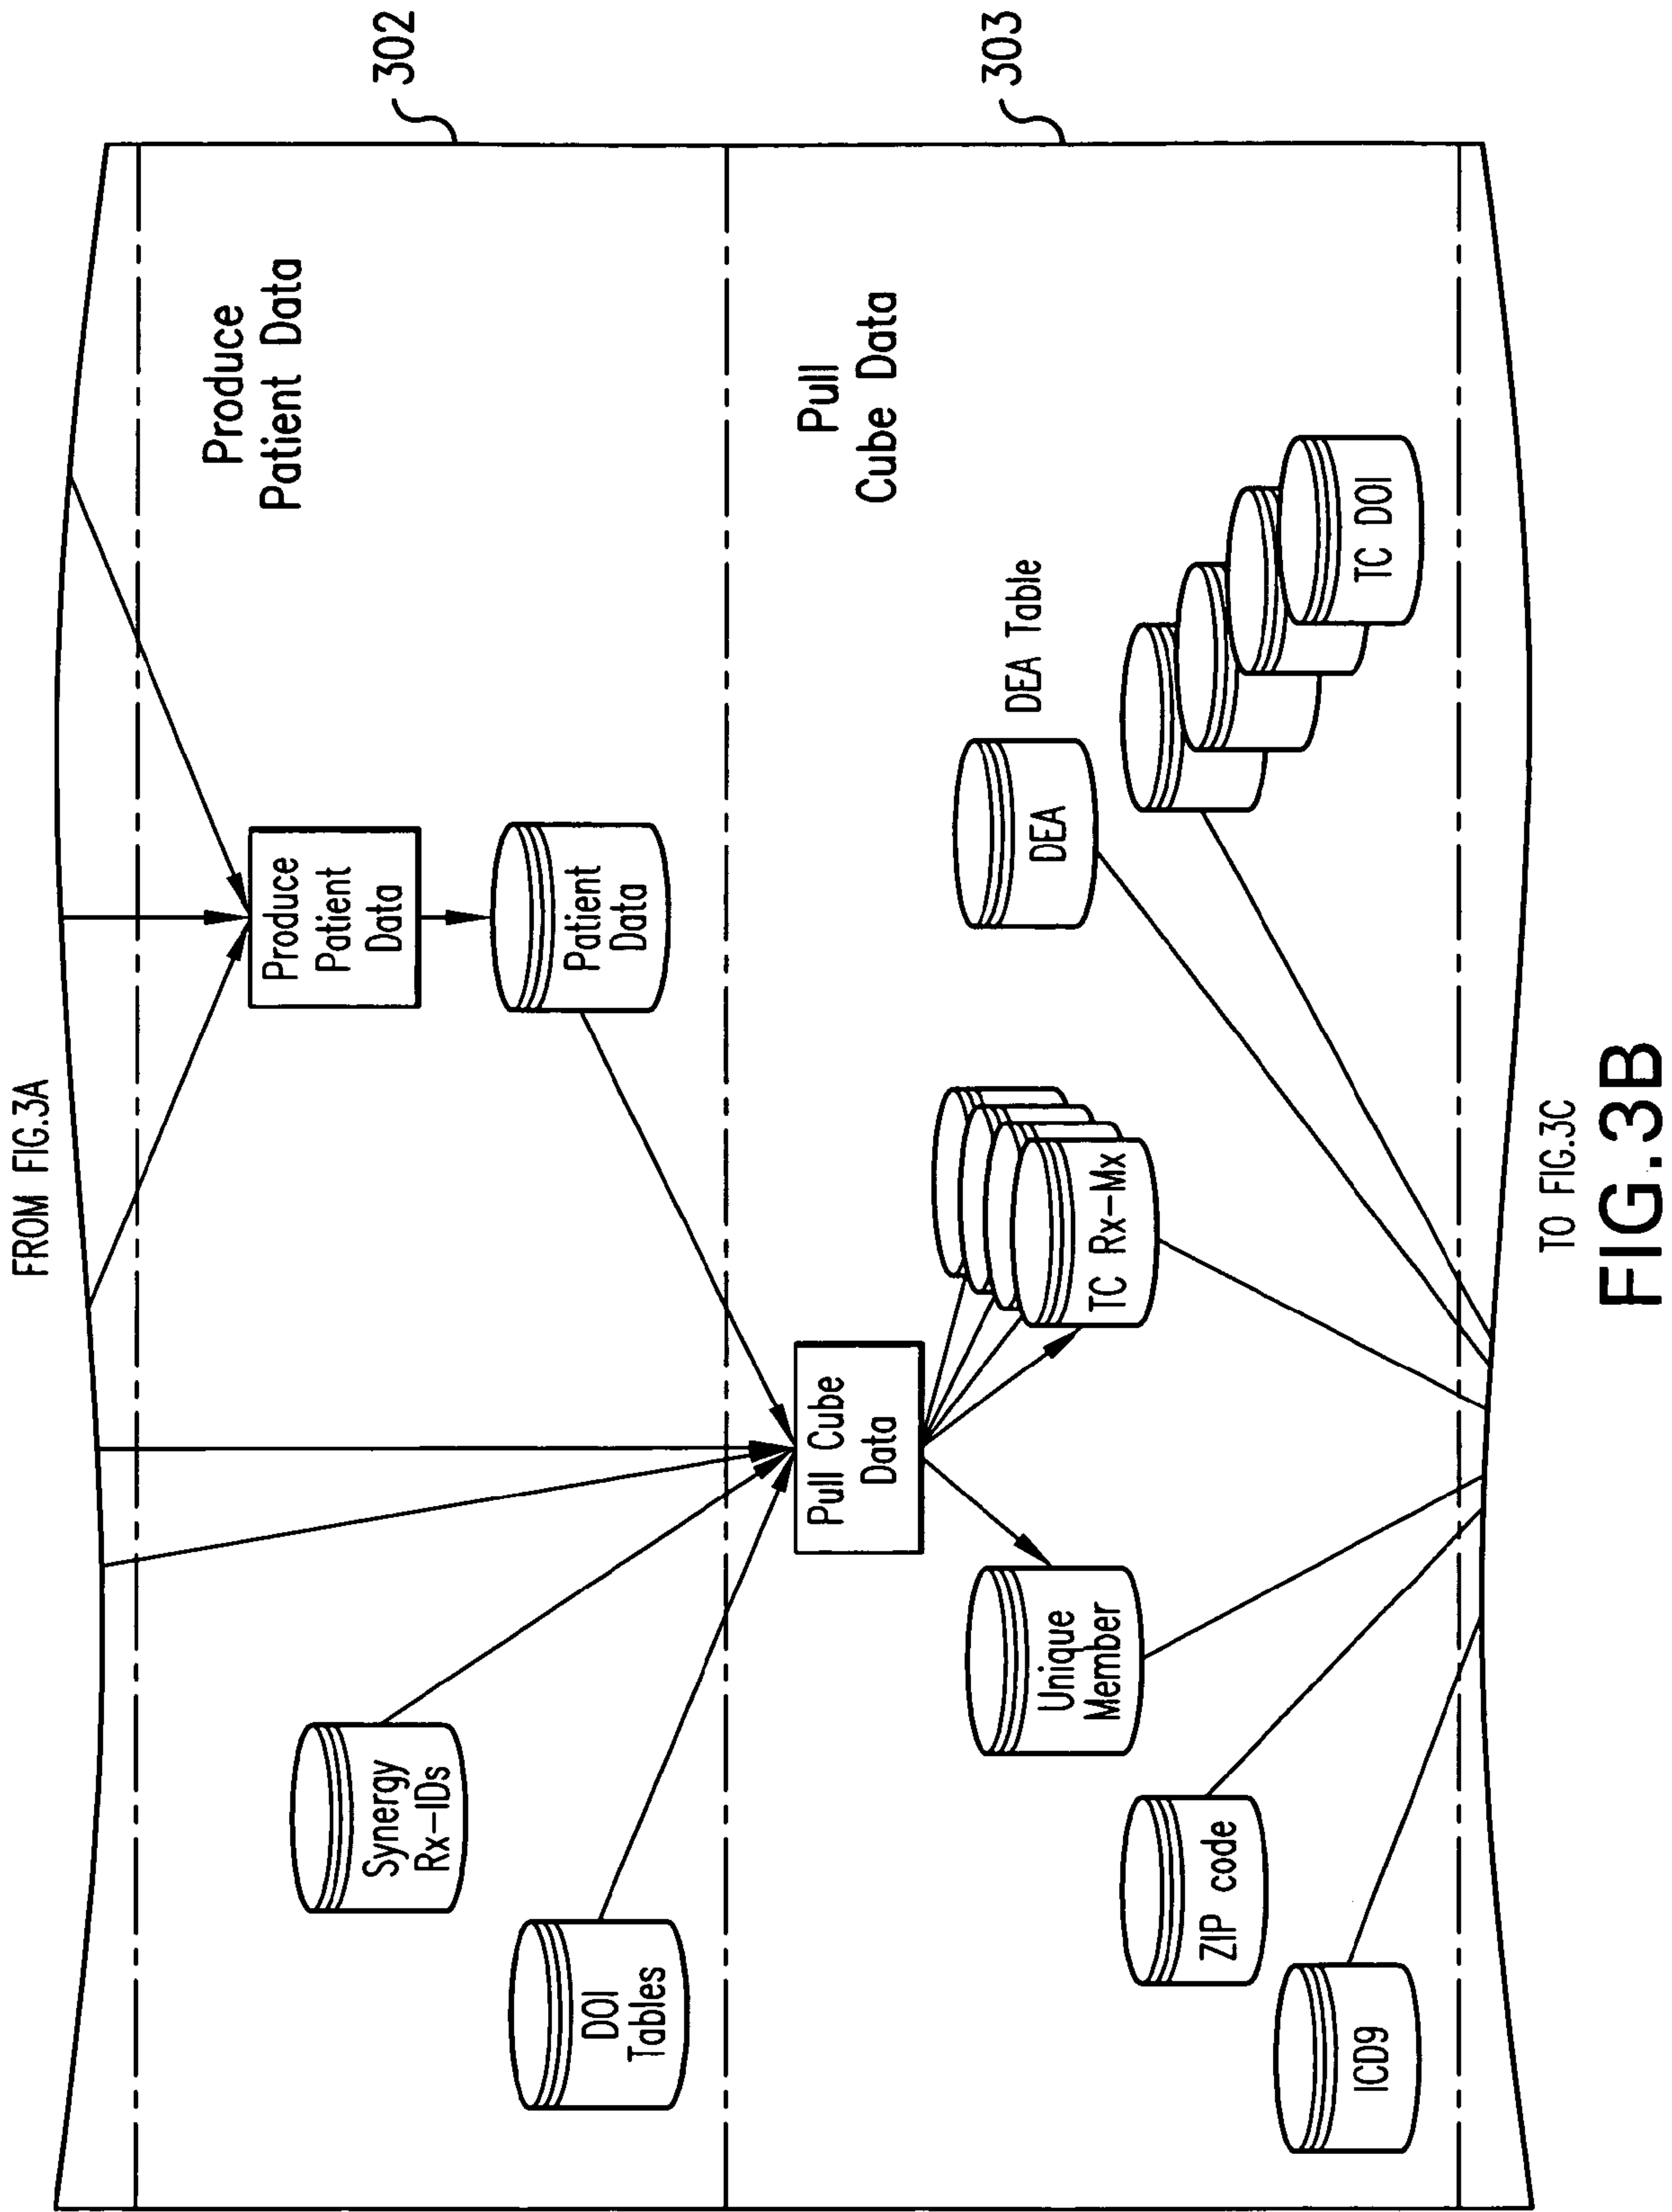 FROM FIG.3A
302
Produce
Patient Data
Produce
Patient
Data
Synergy
Rx-IDs
Patient
Data
DOI
Tables
303
Pull
Cube Data
Pull Cube
Data
DEA Table
DEA
Unique
Member
TC Rx-Mx
ZIP code
TC DOI
ICD9
TO FIG.3C
FIG.3B